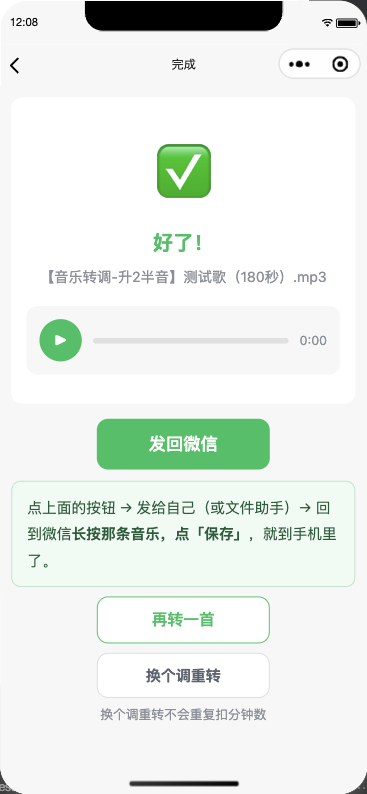 12:08
完成
好了！
【音乐转调-升2半音】测试歌（180秒）.mp3
0:00
发回微信
点上面的按钮 → 发给自己（或文件助手）→ 回
到微信长按那条音乐，点「保存」，就到手机里
了。
再转一首
换个调重转
换个调重转不会重复扣分钟数